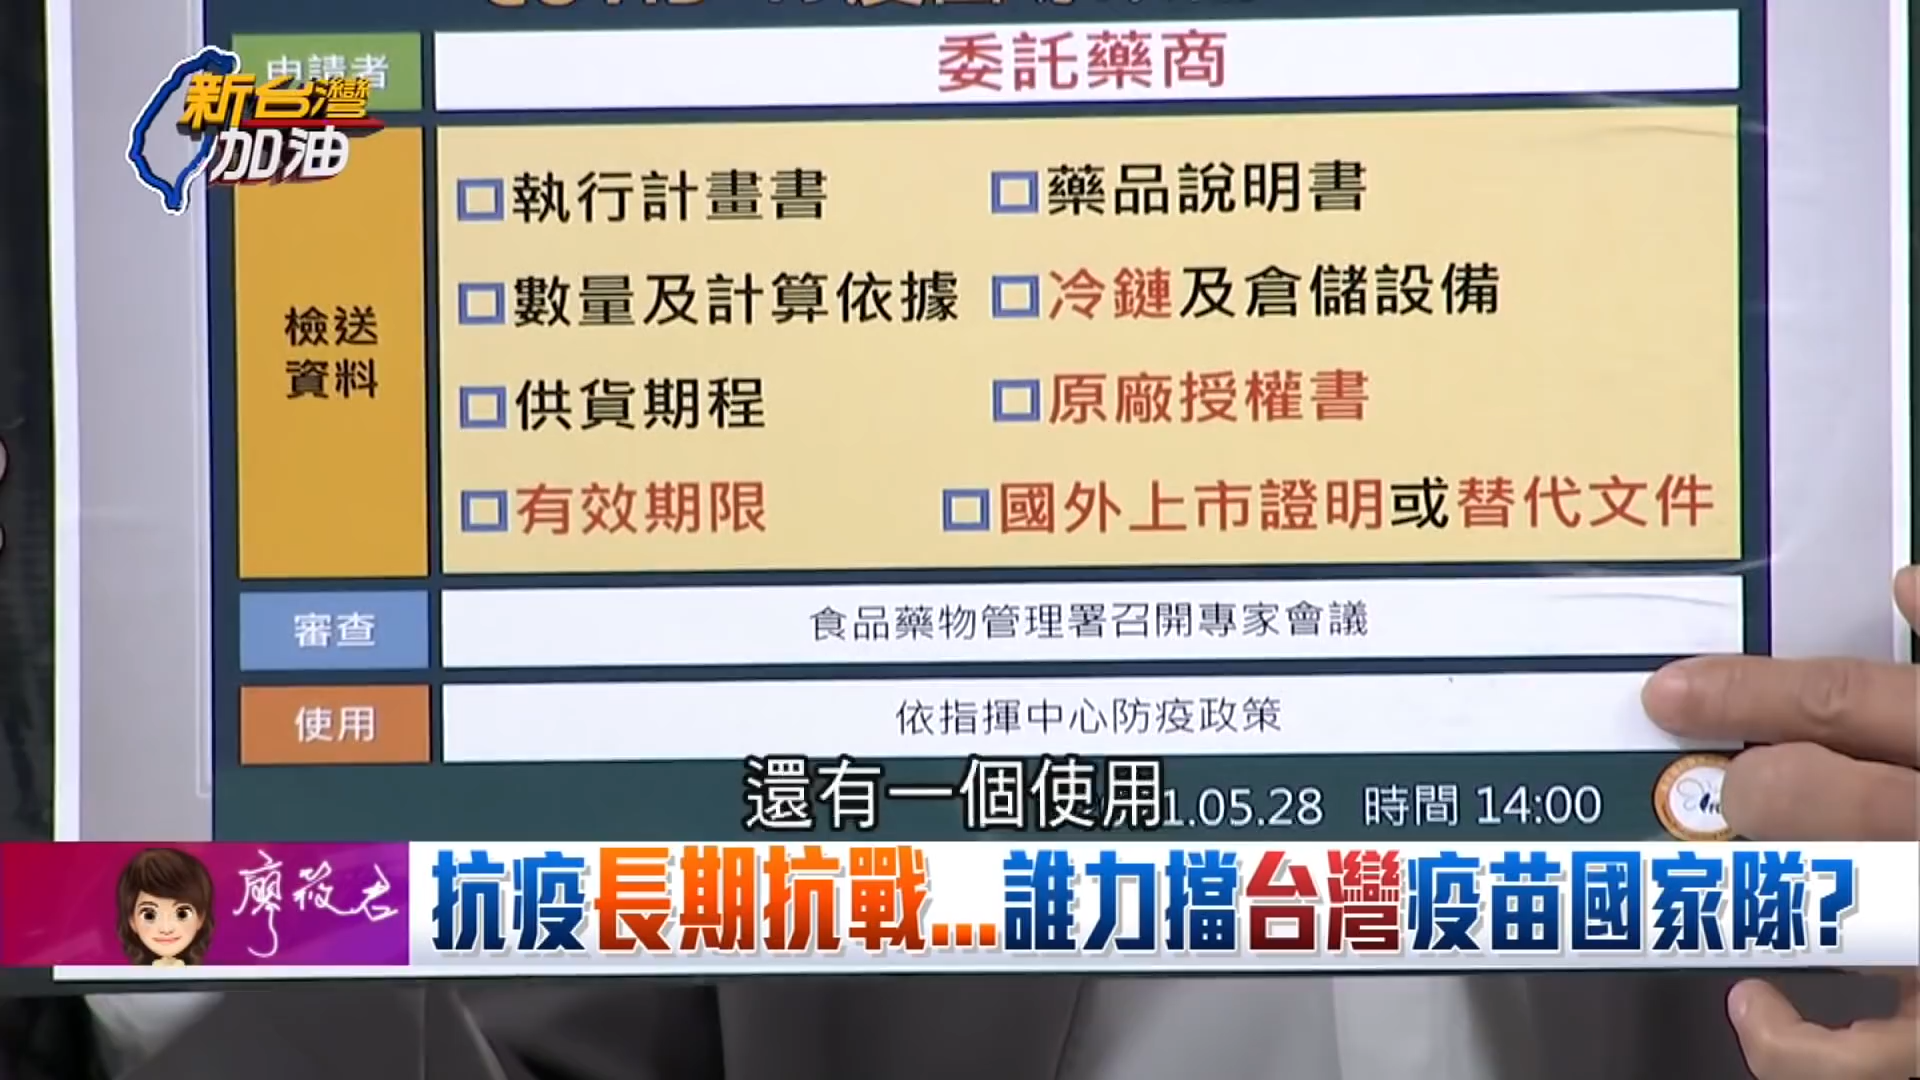 申請者
委託藥商
新台灣
加油
檢送
資料
執行計畫書
藥品說明書
數量及計算依據
冷鏈及倉儲設備
供貨期程
原廠授權書
有效期限
國外上市證明或替代文件
審查
食品藥物管理署召開專家會議
使用
依指揮中心防疫政策
還有一個使用
1.05.28 時間 14:00
廖筱君
抗疫長期抗戰...誰力擋台灣疫苗國家隊?